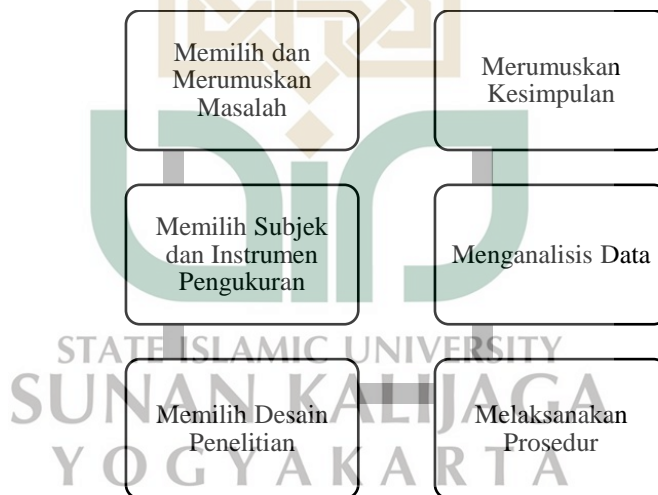 Memilih dan
Merumuskan
Masalah
Memilih Subjek
dan Instrumen
Pengukuran
Memilih Desain
Penelitian
Melaksanakan
Prosedur
Menganalisis Data
Merumuskan
Kesimpulan
STATE ISLAMIC UNIVERSITY
SUNAN KALIJAGA
YOGYAKARTA